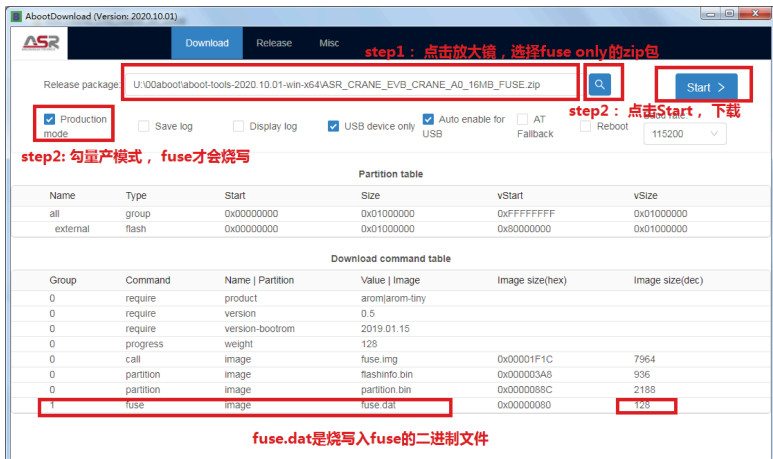 AbootDownload (Version: 2020.10.01)
ASR
Download Release Misc
step1： 点击放大镜，选择fuse only的zip包
Release package: U:\00aboot\aboot-tools-2020.10.01-win-x64\ASR_CRANE_EVB_CRANE_A0_16MB_FUSE.zip Start >
step2： 点击Start， 下载
Production mode Save log Display log USB device only Auto enable for USB AT Fallback Reboot Baud rate:
115200
step2: 勾量产模式， fuse才会烧写
Partition table
Name Type Start Size vStart vSize
all group 0x00000000 0x01000000 0xFFFFFFFF 0x01000000
external flash 0x00000000 0x01000000 0x80000000 0x01000000
Download command table
Group Command Name | Partition Value | Image Image size(hex) Image size(dec)
0 require product arom|arom-tiny
0 require version 0.5
0 require version-bootrom 2019.01.15
0 progress weight 128
0 call image fuse.img 0x00001F1C 7964
0 partition image flashinfo.bin 0x000003A8 936
0 partition image partition.bin 0x0000088C 2188
1 fuse image fuse.dat 0x00000080 128
fuse.dat是烧写入fuse的二进制文件